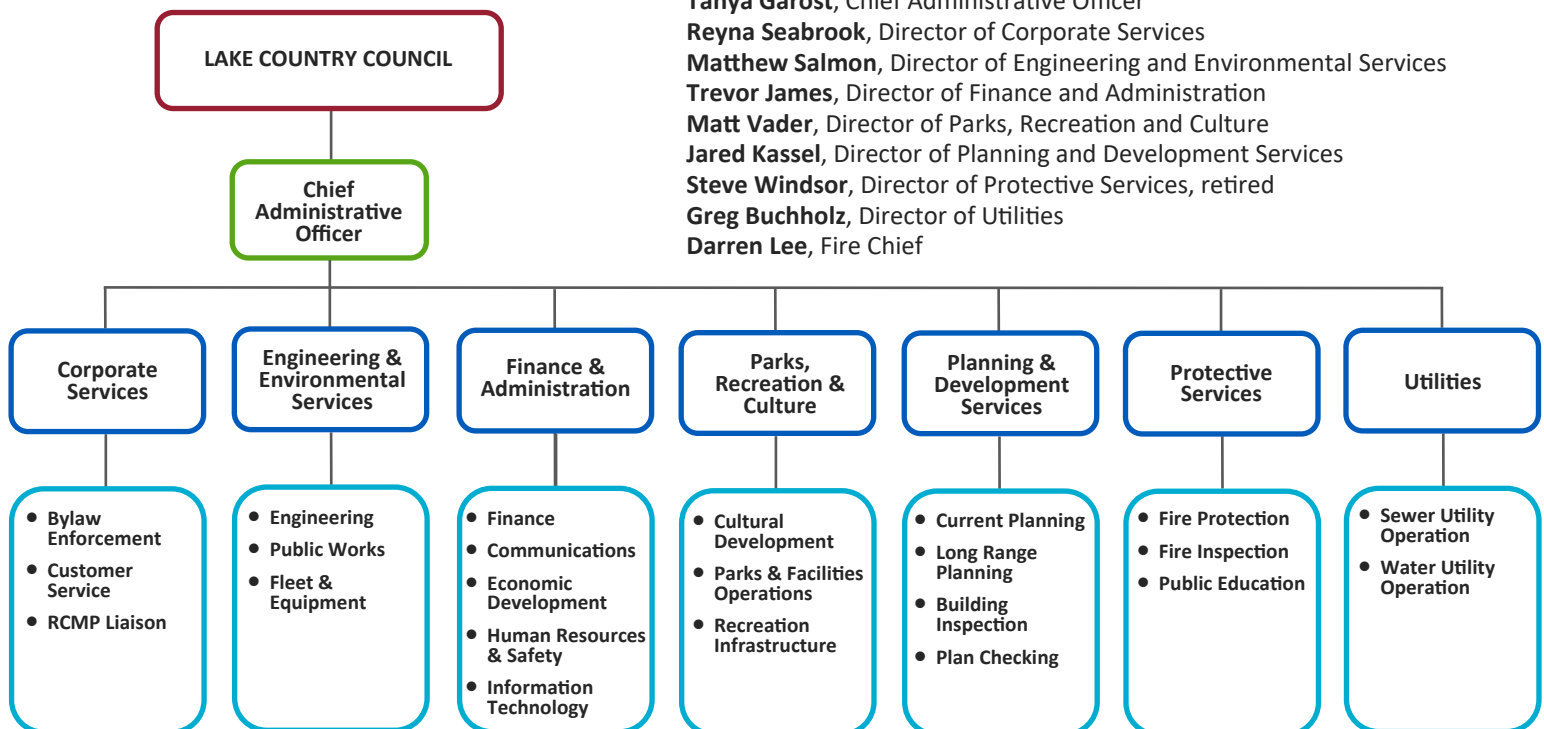 Tanya Garost, Chief Administrative Officer
Reyna Seabrook, Director of Corporate Services
Matthew Salmon, Director of Engineering and Environmental Services
Trevor James, Director of Finance and Administration
Matt Vader, Director of Parks, Recreation and Culture
Jared Kassel, Director of Planning and Development Services
Steve Windsor, Director of Protective Services, retired
Greg Buchholz, Director of Utilities
Darren Lee, Fire Chief
LAKE COUNTRY COUNCIL
Chief
Administrative
Officer
Corporate
Services
Engineering &
Environmental
Services
Finance &
Administration
Parks,
Recreation &
Culture
Planning &
Development
Services
Protective
Services
Utilities
• Bylaw
Enforcement
• Customer
Service
• RCMP Liaison
• Engineering
• Public Works
• Fleet &
Equipment
• Finance
• Communications
• Economic
Development
• Human Resources
& Safety
• Information
Technology
• Cultural
Development
• Parks & Facilities
Operations
• Recreation
Infrastructure
• Current Planning
• Long Range
Planning
• Building
Inspection
• Plan Checking
• Fire Protection
• Fire Inspection
• Public Education
• Sewer Utility
Operation
• Water Utility
Operation